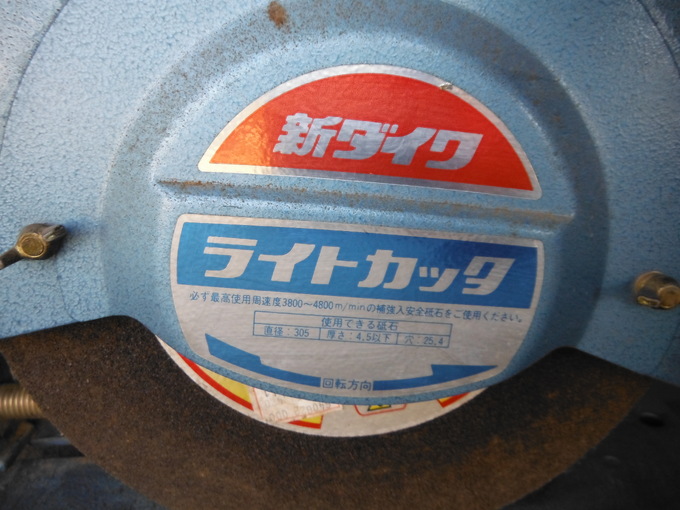 新ダイワ
ライトカッタ
必ず最高使用周速度3800～4800m/minの補強入安全砥石をご使用ください。
使用できる砥石
直径：305 厚さ：4.5以下 穴：25.4
回転方向